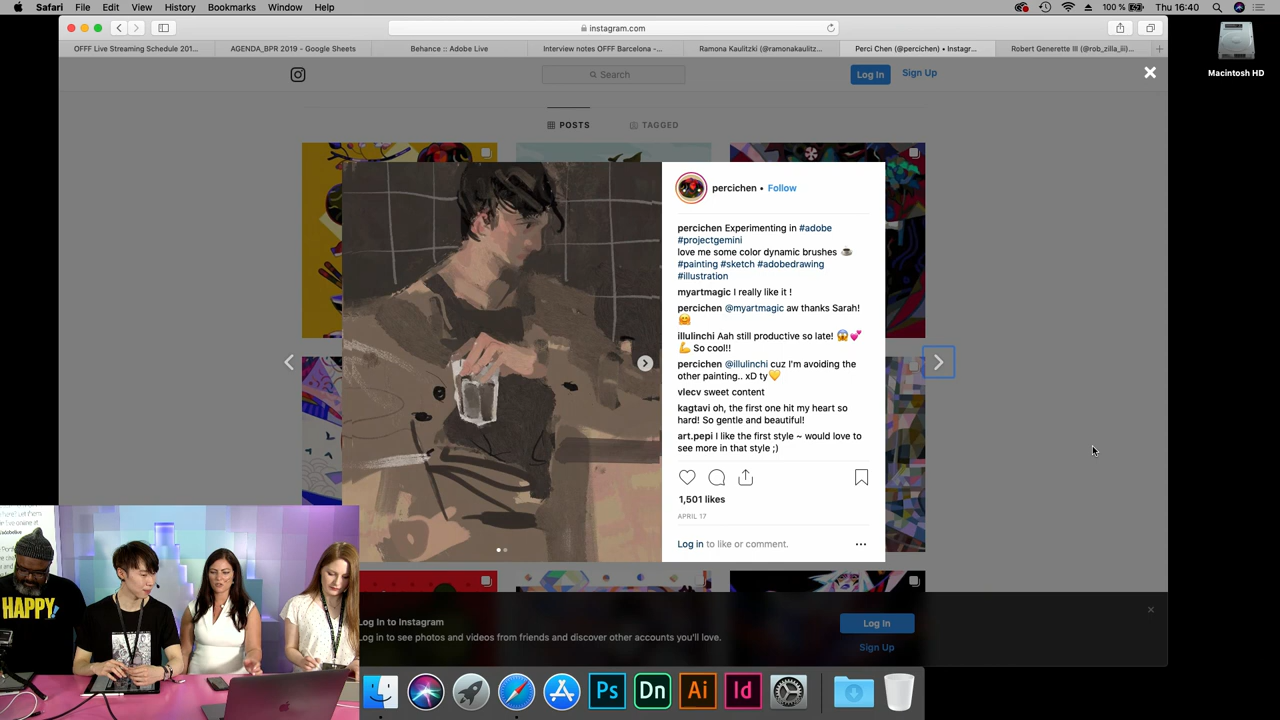 Safari File Edit View History Bookmarks Window Help
100 % Thu 16:40
instagram.com
OFFF Live Streaming Schedule 201...
AGENDA_BPR 2019 - Google Sheets
Behance :: Adobe Live
Interview notes OFFF Barcelona -...
Ramona Kaulitzki (@ramonakaulitz...
Perci Chen (@percichen) • Instagr...
Robert Generette III (@rob_zilla_iii)...
Macintosh HD
Search
Log In
Sign Up
POSTS
TAGGED
percichen • Follow
percichen Experimenting in #adobe
#projectgemini
love me some color dynamic brushes ☕
#painting #sketch #adobedrawing
#illustration
myartmagic I really like it !
percichen @myartmagic aw thanks Sarah!
🤗
illulinchi Aah still productive so late! 😱💕
💪 So cool!!
percichen @illulinchi cuz I'm avoiding the
other painting.. xD ty💛
vlecv sweet content
kagtavi oh, the first one hit my heart so
hard! So gentle and beautiful!
art.pepi I like the first style ~ would love to
see more in that style ;)
1,501 likes
APRIL 17
Log in to like or comment.
Log In to Instagram
Log in to see photos and videos from friends and discover other accounts you'll love.
Log In
Sign Up
HAPPY!
Ps
Dn
Ai
Id